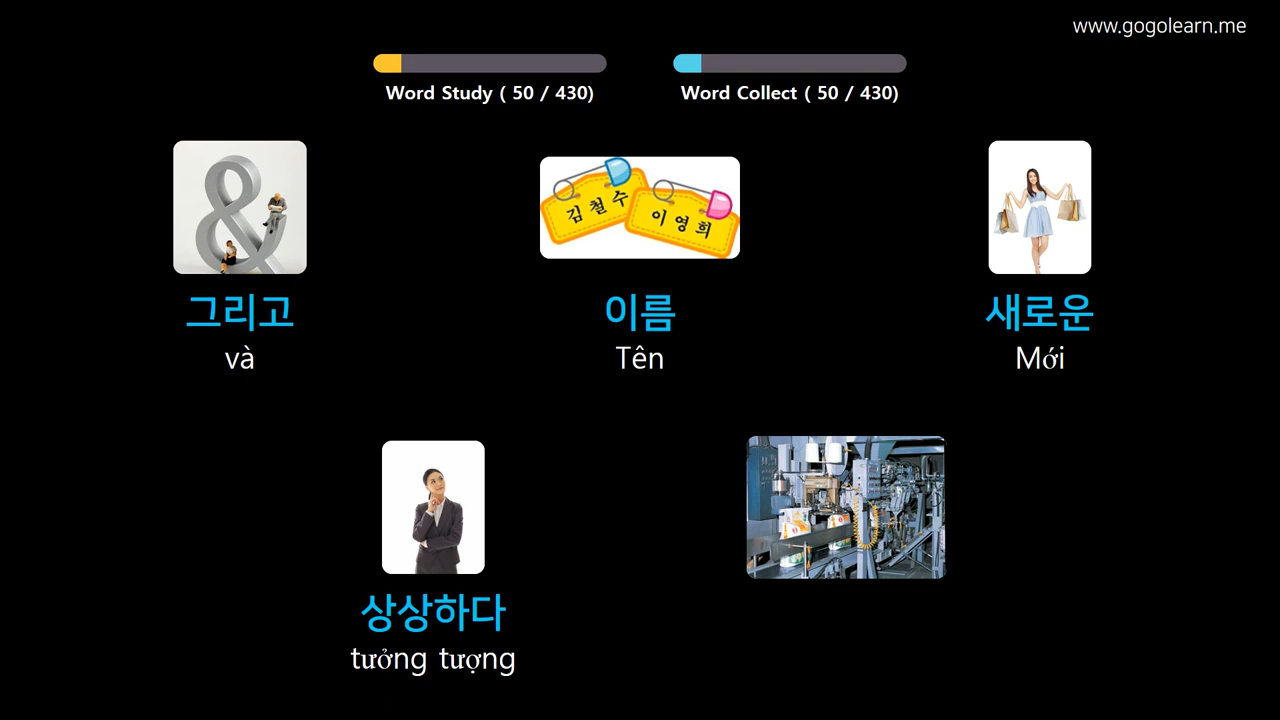 www.gogolearn.me
Word Study ( 50 / 430)
Word Collect ( 50 / 430)
김철수
이영희
그리고
이름
새로운
và
Tên
Mới
상상하다
tưởng tượng